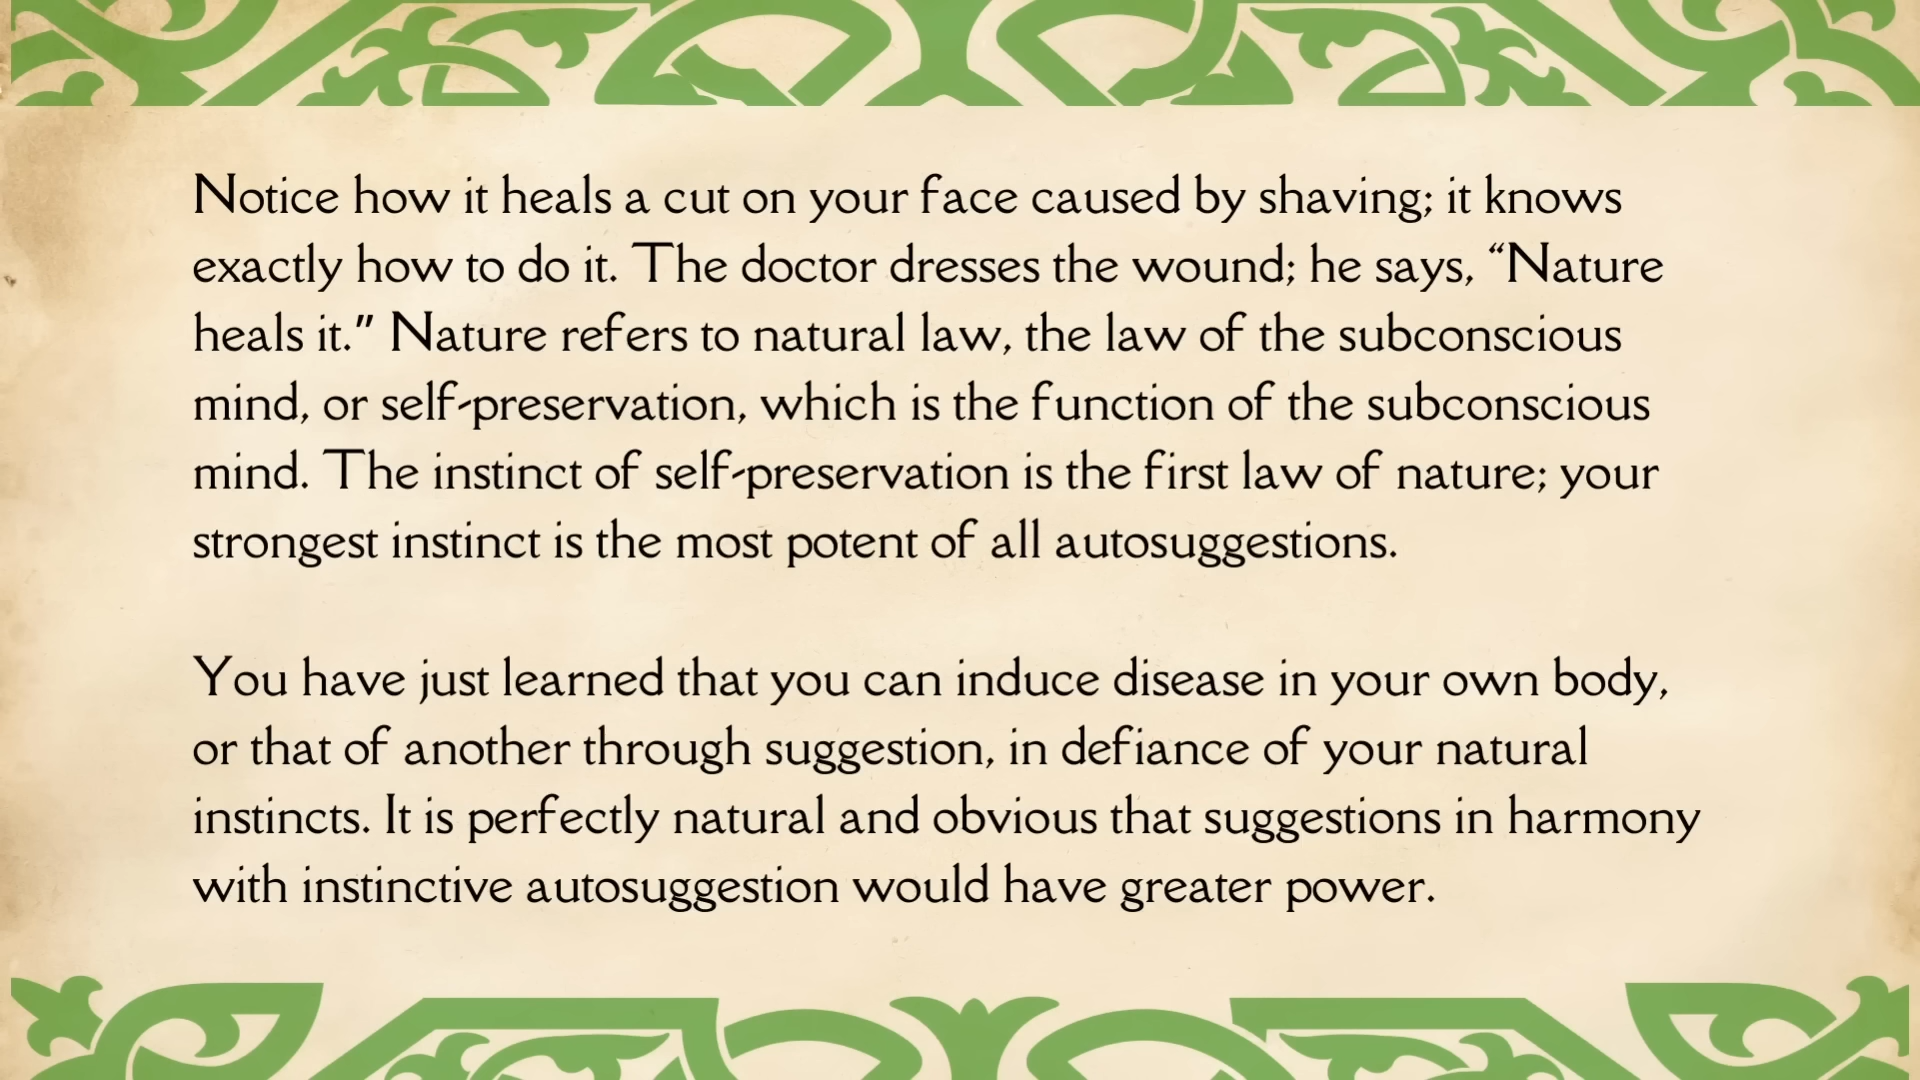 Notice how it heals a cut on your face caused by shaving; it knows
exactly how to do it. The doctor dresses the wound; he says, “Nature
heals it.” Nature refers to natural law, the law of the subconscious
mind, or self-preservation, which is the function of the subconscious
mind. The instinct of self-preservation is the first law of nature; your
strongest instinct is the most potent of all autosuggestions.
You have just learned that you can induce disease in your own body,
or that of another through suggestion, in defiance of your natural
instincts. It is perfectly natural and obvious that suggestions in harmony
with instinctive autosuggestion would have greater power.